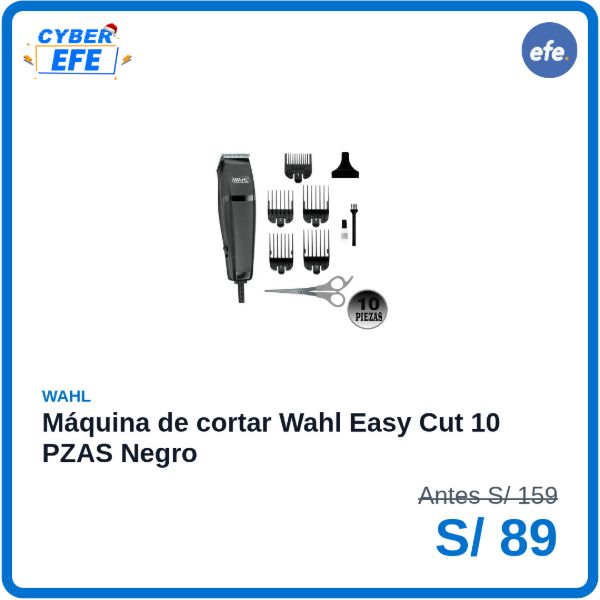 CYBER
EFE
efe.
WAHL
10
PIEZAS
WAHL
Máquina de cortar Wahl Easy Cut 10
PZAS Negro
Antes S/ 159
S/ 89